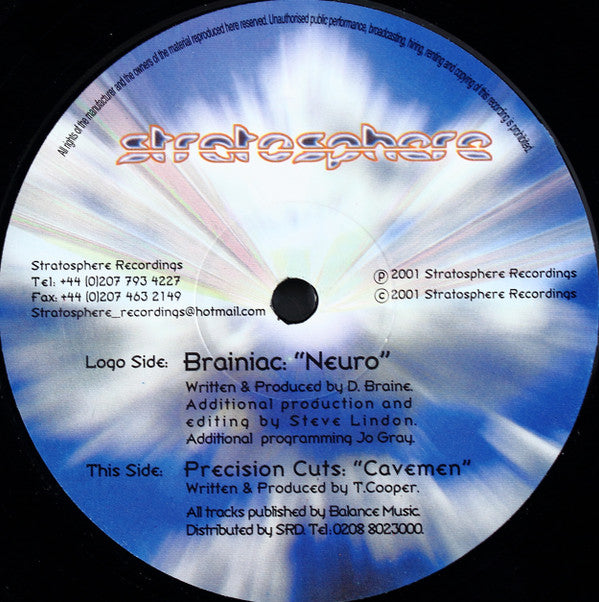 All rights of the manufacturer and the owners of the material reproduced here reserved. Unauthorised public performance, broadcasting, hiring, renting and copying of this recording is prohibited.
stratosphere
Stratosphere Recordings
Tel: +44 (0)207 793 4227
Fax: +44 (0)207 463 2149
Stratosphere_recordings@hotmail.com
℗ 2001 Stratosphere Recordings
© 2001 Stratosphere Recordings
Logo Side: Brainiac: "Neuro"
Written & Produced by D. Braine.
Additional production and
editing by Steve Lindon.
Additional programming Jo Gray.
This Side: Precision Cuts: "Cavemen"
Written & Produced by T.Cooper.
All tracks published by Balance Music.
Distributed by SRD. Tel:0208 8023000.